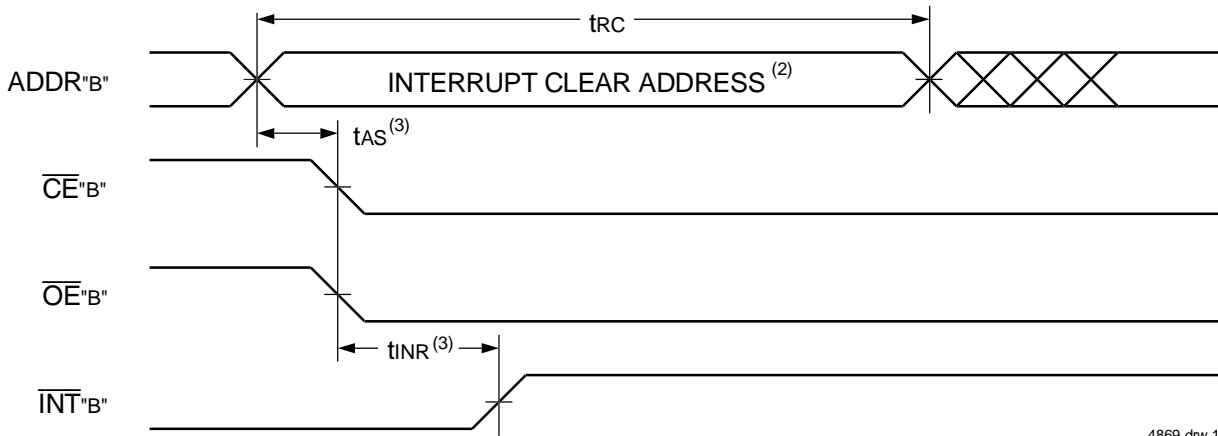 tRC
ADDR"B"
INTERRUPT CLEAR ADDRESS (2)
tAS(3)
CE"B"
OE"B"
tINR(3)
INT"B"